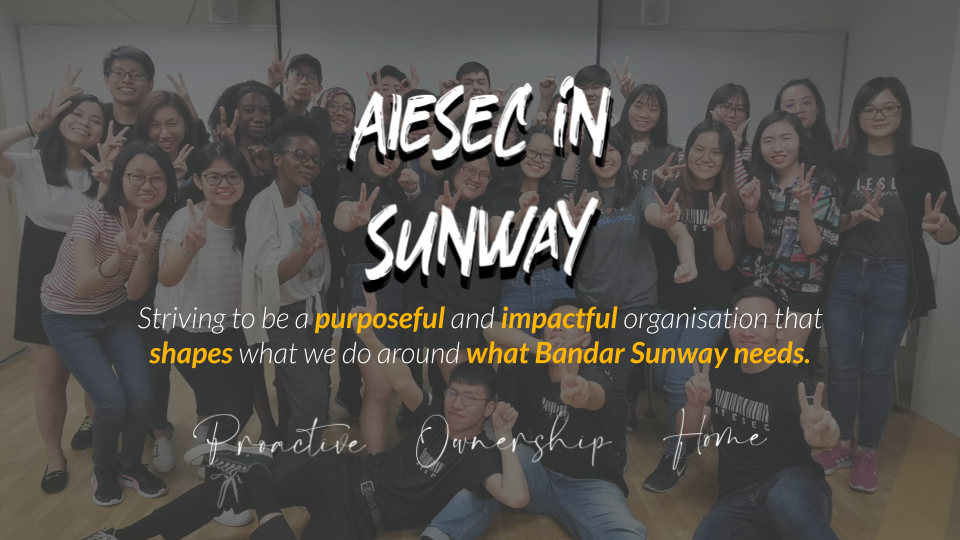 AIESEC iN
SUNWAY
Striving to be a purposeful and impactful organisation that
shapes what we do around what Bandar Sunway needs.
Proactive Ownership Home
AIESEC